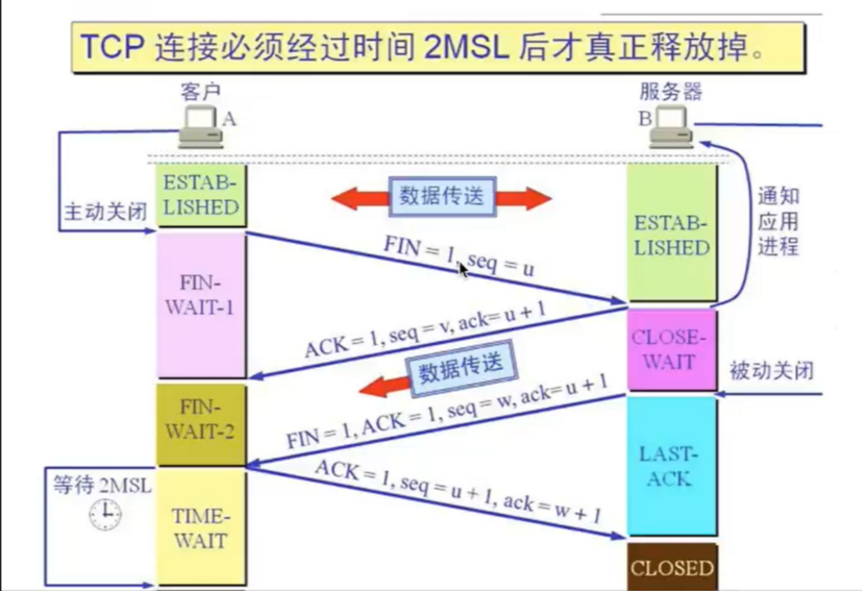 TCP 连接必须经过时间 2MSL 后才真正释放掉。
客户
A
服务器
B
ESTAB-
LISHED
数据传送
ESTAB-
LISHED
通知
应用
进程
主动关闭
FIN = 1, seq = u
FIN-
WAIT-1
ACK = 1, seq = v, ack= u + 1
CLOSE-
WAIT
数据传送
被动关闭
FIN-
WAIT-2
FIN = 1, ACK = 1, seq = w, ack= u + 1
ACK = 1, seq = u + 1, ack = w + 1
LAST-
ACK
等待 2MSL
TIME-
WAIT
CLOSED